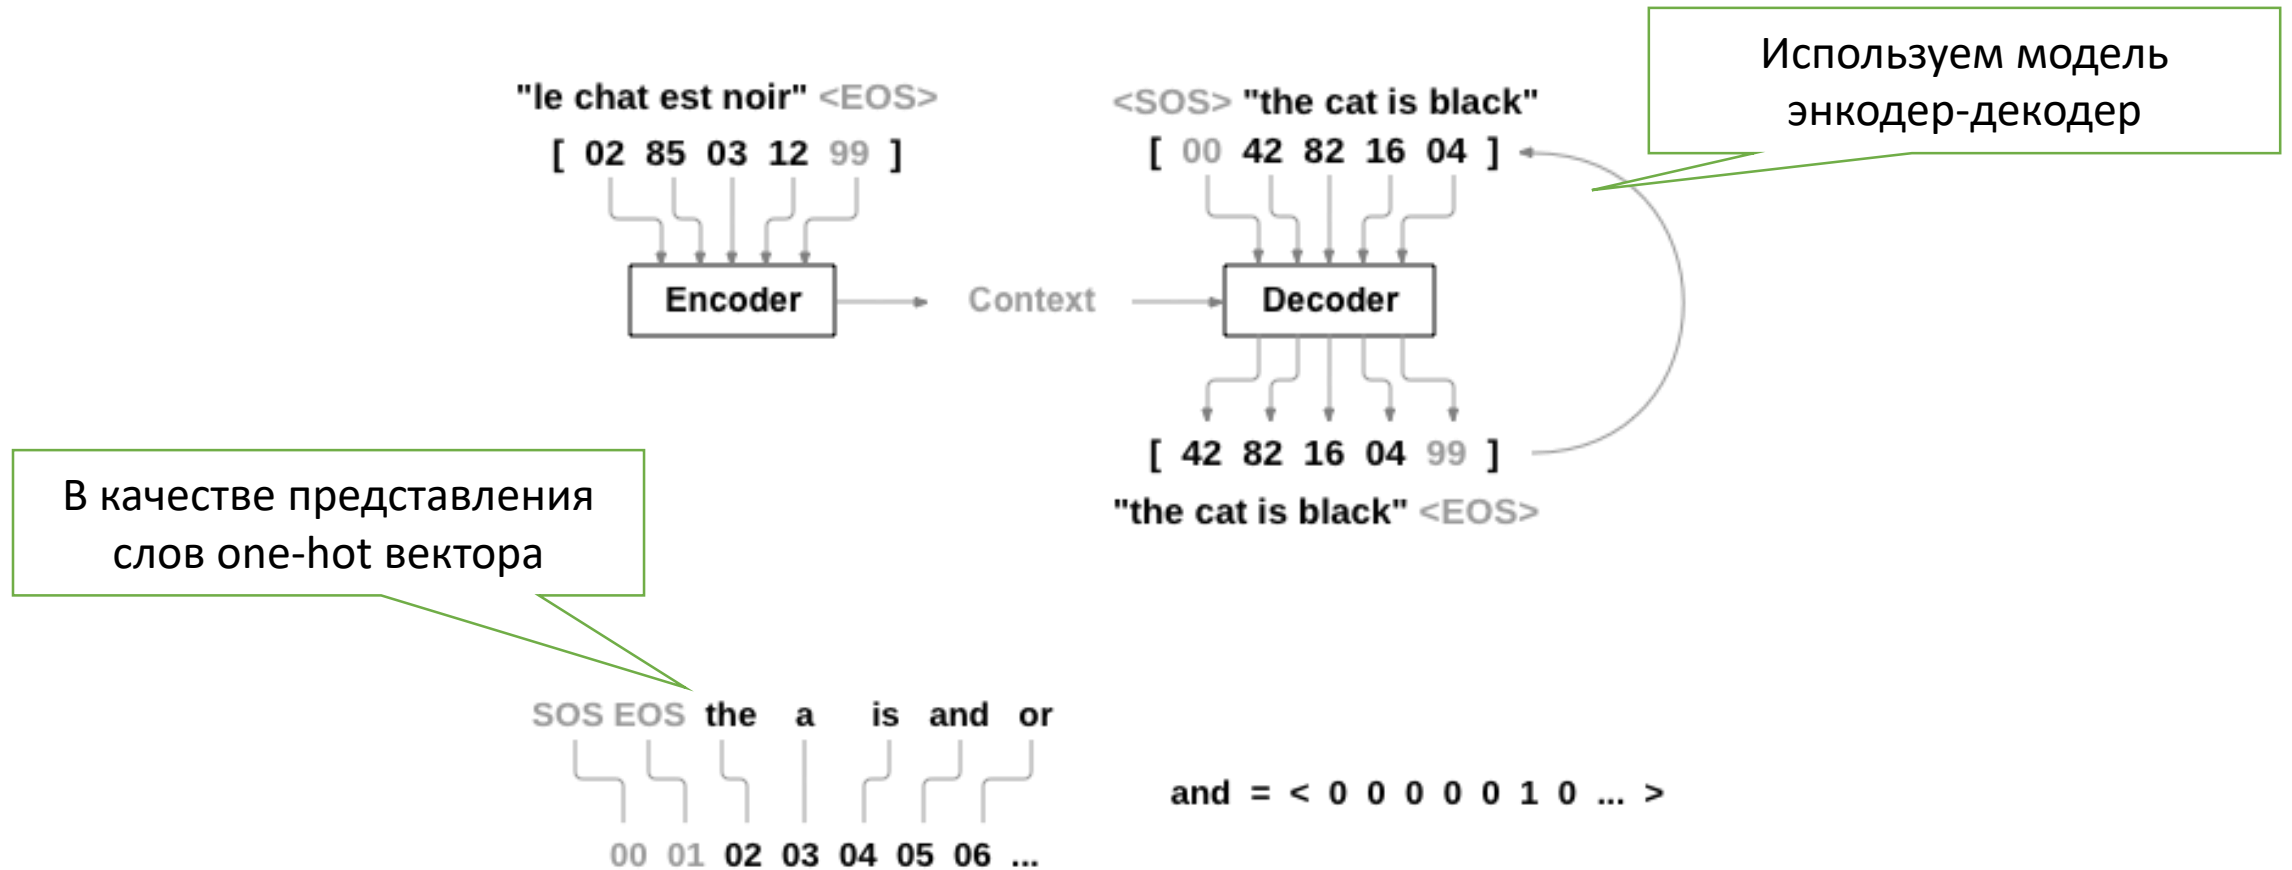 Используем модель
энкодер-декодер
"le chat est noir" <EOS>
[ 02 85 03 12 99 ]
<SOS> "the cat is black"
[ 00 42 82 16 04 ]
Encoder
Context
Decoder
[ 42 82 16 04 99 ]
"the cat is black" <EOS>
В качестве представления
слов one-hot вектора
SOS EOS the a is and or
00 01 02 03 04 05 06 ...
and = < 0 0 0 0 0 1 0 ... >